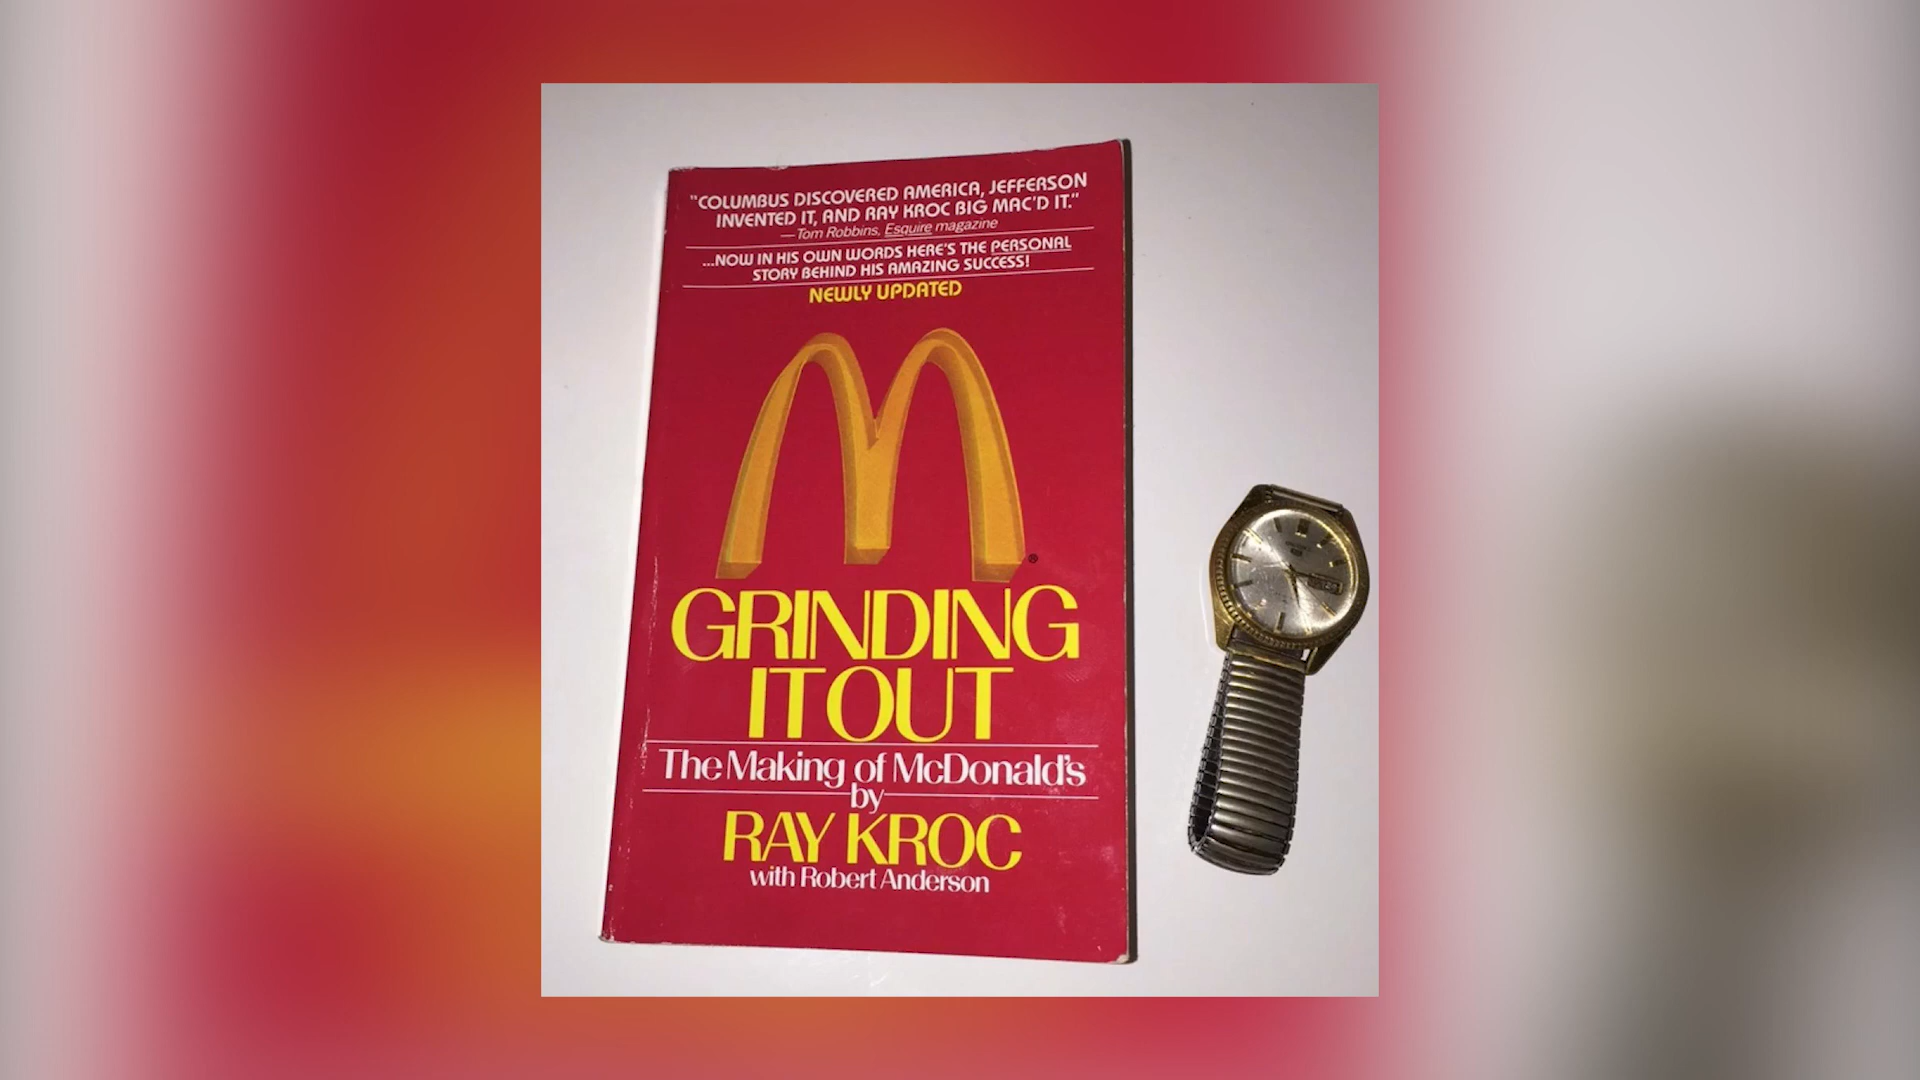 "COLUMBUS DISCOVERED AMERICA, JEFFERSON
INVENTED IT, AND RAY KROC BIG MAC'D IT."
—Tom Robbins, Esquire magazine
...NOW IN HIS OWN WORDS HERE'S THE PERSONAL
STORY BEHIND HIS AMAZING SUCCESS!
NEWLY UPDATED
®
GRINDING
IT OUT
The Making of McDonald's
by
RAY KROC
with Robert Anderson